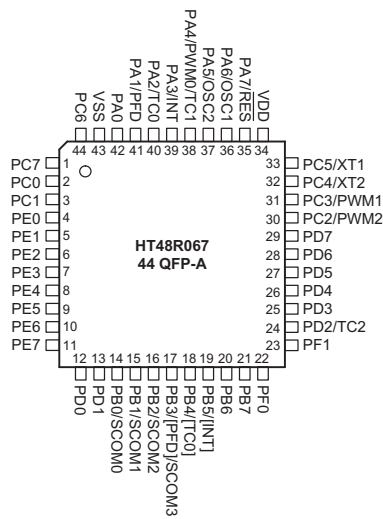 PC6
VSS
PA0
PA1/PFD
PA2/TC0
PA3/INT
PA4/PWM0/TC1
PA5/OSC2
PA6/OSC1
PA7/RES
VDD
44 43 42 41 40 39 38 37 36 35 34
PC7 1
PC0 2
PC1 3
PE0 4
PE1 5
PE2 6
PE3 7
PE4 8
PE5 9
PE6 10
PE7 11
HT48R067
44 QFP-A
33 PC5/XT1
32 PC4/XT2
31 PC3/PWM1
30 PC2/PWM2
29 PD7
28 PD6
27 PD5
26 PD4
25 PD3
24 PD2/TC2
23 PF1
12 13 14 15 16 17 18 19 20 21 22
PD0
PD1
PB0/SCOM0
PB1/SCOM1
PB2/SCOM2
PB3/[PFD]/SCOM3
PB4/[TC0]
PB5/[INT]
PB6
PB7
PF0